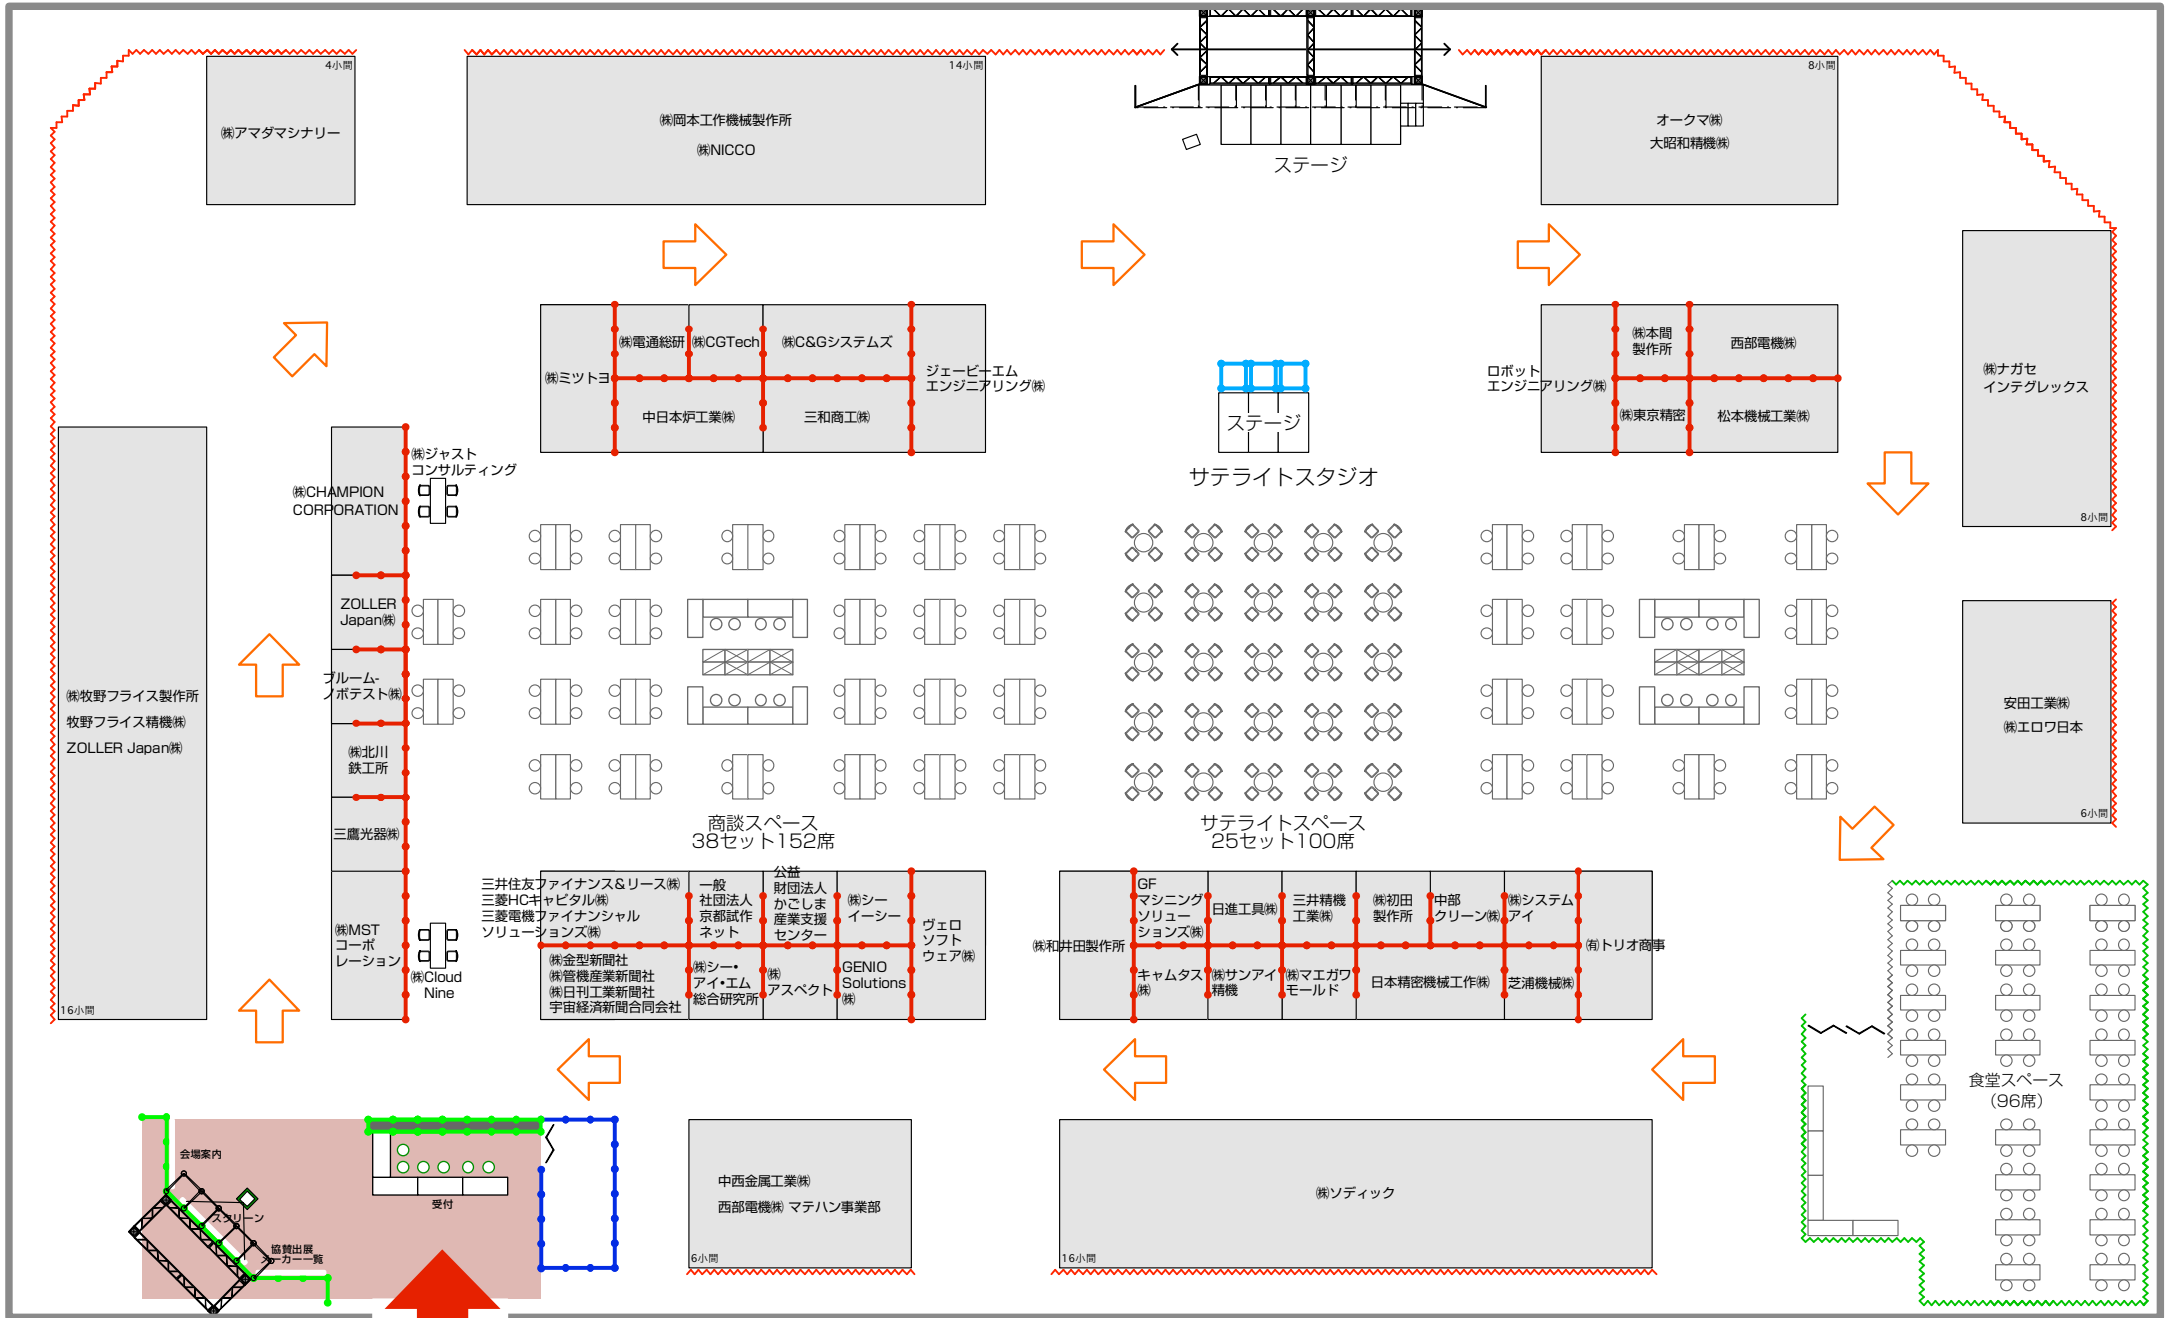 4小間
㈱アマダマシナリー
14小間
㈱岡本工作機械製作所
㈱NICCO
ステージ
8小間
オークマ㈱
大昭和精機㈱
㈱ミツトヨ
㈱電通総研
㈱CGTech
㈱C&Gシステムズ
中日本炉工業㈱
三和商工㈱
ジェービーエム
エンジニアリング㈱
ステージ
サテライトスタジオ
ロボット
エンジニアリング㈱
㈱本間
製作所
西部電機㈱
㈱東京精密
松本機械工業㈱
㈱ナガセ
インテグレックス
8小間
㈱牧野フライス製作所
牧野フライス精機㈱
ZOLLER Japan㈱
16小間
㈱CHAMPION
CORPORATION
㈱ジャスト
コンサルティング
ZOLLER
Japan㈱
ブルーム-
ノボテスト㈱
㈱北川
鉄工所
三鷹光器㈱
㈱MST
コーポ
レーション
㈱Cloud
Nine
商談スペース
38セット152席
サテライトスペース
25セット100席
安田工業㈱
㈱エロワ日本
6小間
三井住友ファイナンス&リース㈱
三菱HCキャピタル㈱
三菱電機ファイナンシャル
ソリューションズ㈱
一般
社団法人
京都試作
ネット
公益
財団法人
かごしま
産業支援
センター
㈱シー
イーシー
ヴェロ
ソフト
ウェア㈱
㈱金型新聞社
㈱管機産業新聞社
㈱日刊工業新聞社
宇宙経済新聞合同会社
㈱シー・
アイ・エム
総合研究所
㈱
アスペクト
GENIO
Solutions
㈱
㈱和井田製作所
GF
マシニング
ソリュー
ションズ㈱
日進工具㈱
三井精機
工業㈱
㈱初田
製作所
中部
クリーン㈱
㈱システム
アイ
㈲トリオ商事
キャムタス
㈱
㈱サンアイ
精機
㈱マエガワ
モールド
日本精密機械工作㈱
芝浦機械㈱
食堂スペース
(96席)
会場案内
スクリーン
協賛出展
メーカー一覧
受付
中西金属工業㈱
西部電機㈱ マテハン事業部
6小間
㈱ソディック
16小間